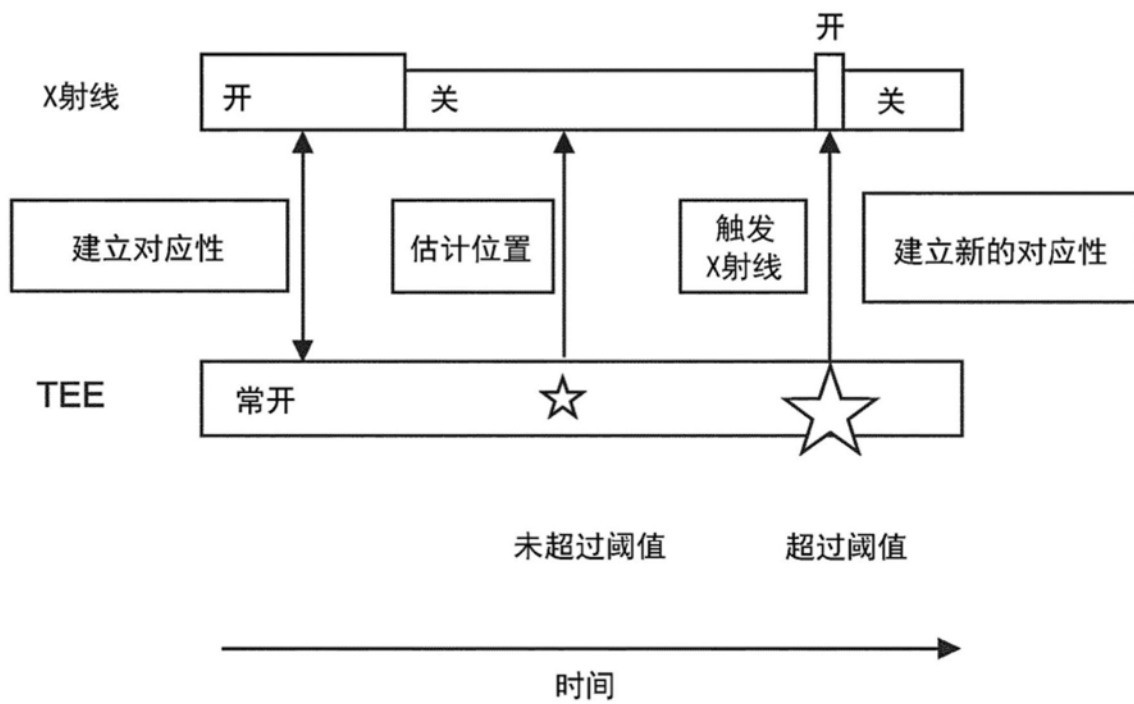 开
X射线
开
关
关
建立对应性
估计位置
触发
X射线
建立新的对应性
TEE
常开
未超过阈值
超过阈值
时间